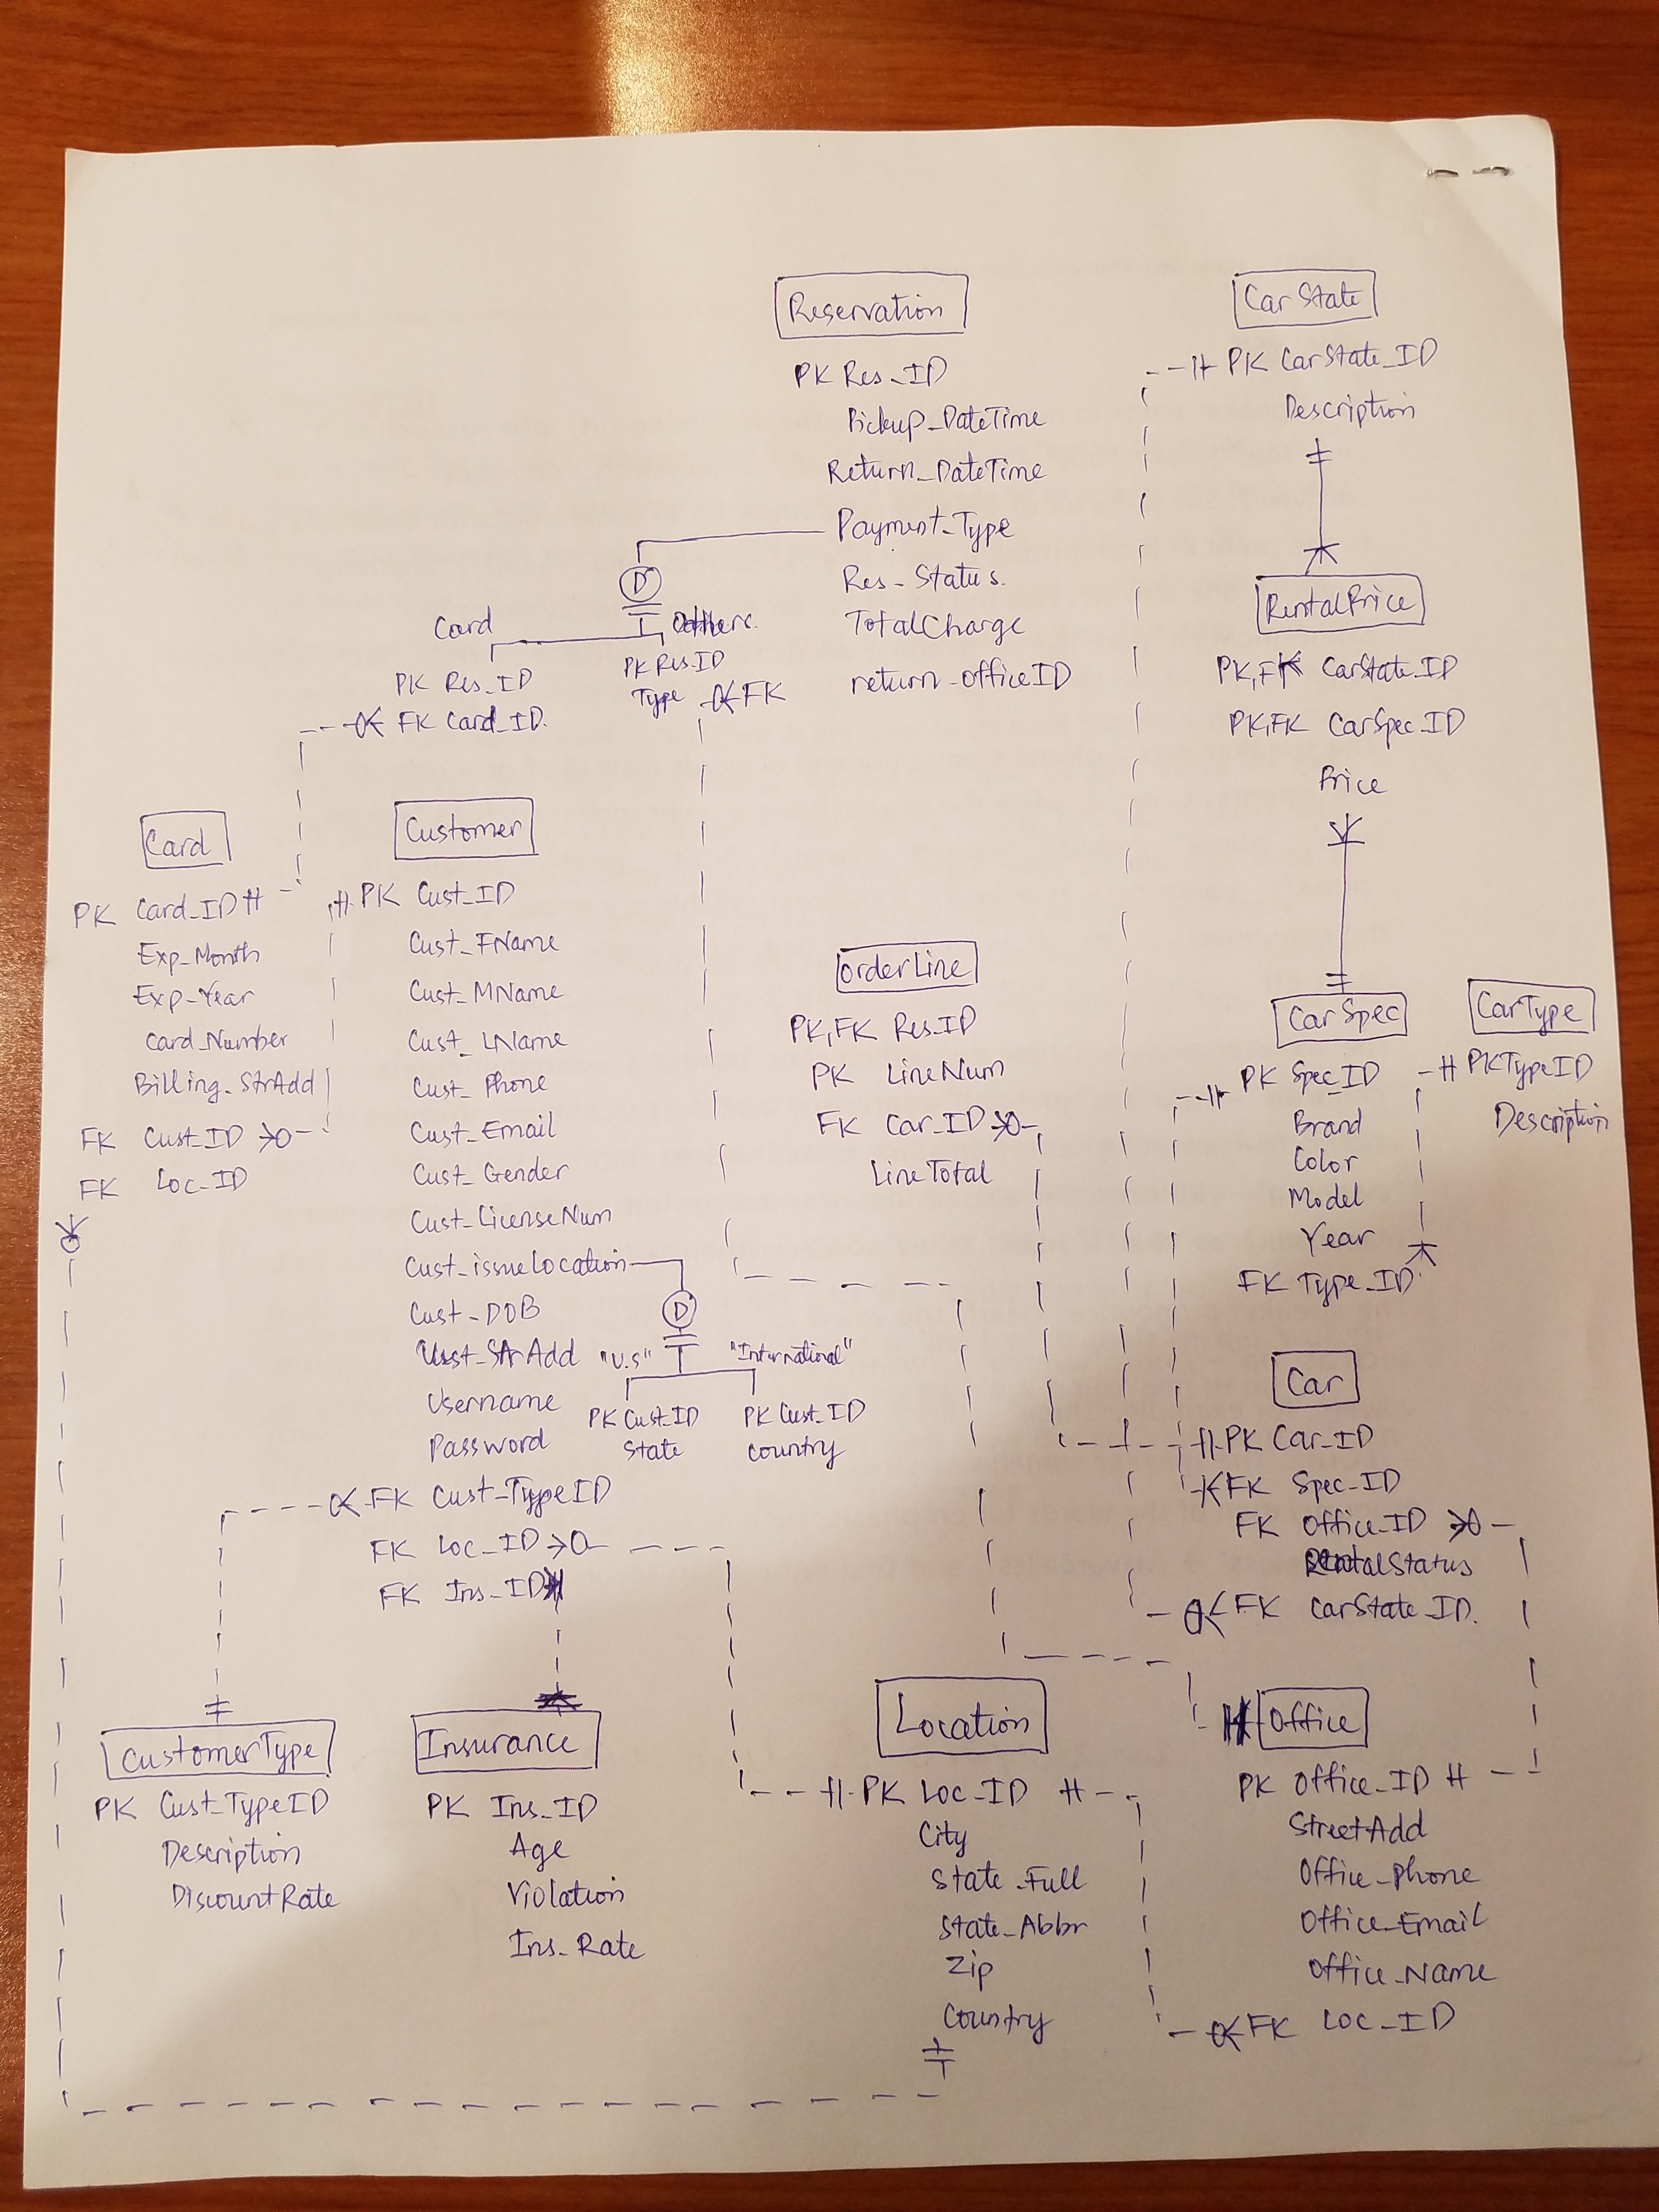 Reservation
PK Res_ID
Pickup_DateTime
Return_DateTime
Payment_Type
Res_Status.
TotalCharge
return_officeID
D
Card
Others.
PK Res_ID
FK Card_ID.
PK Res_ID
Type
FK
CarState
PK CarState_ID
Description
RentalPrice
PK,FK CarState_ID
PK,FK CarSpec_ID
Price
Card
PK Card_ID
Exp_Month
Exp_Year
Card_Number
Billing_StrAdd
FK Cust_ID
FK Loc_ID
Customer
PK Cust_ID
Cust_FName
Cust_MName
Cust_LName
Cust_Phone
Cust_Email
Cust_Gender
Cust_LicenseNum
Cust_issueLocation
Cust_DOB
Cust_StrAdd
Username
Password
FK Cust_TypeID
FK Loc_ID
FK Ins_ID
D
"U.S"
"International"
PK Cust_ID
State
PK Cust_ID
Country
orderLine
PK,FK Res_ID
PK LineNum
FK Car_ID
LineTotal
CarSpec
PK Spec_ID
Brand
Color
Model
Year
FK Type_ID
CarType
PK TypeID
Description
Car
PK Car_ID
FK Spec_ID
FK Office_ID
RentalStatus
FK CarState_ID.
CustomerType
PK Cust_TypeID
Description
DiscountRate
Insurance
PK Ins_ID
Age
Violation
Ins_Rate
Location
PK Loc_ID
City
State_Full
State_Abbr
Zip
Country
Office
PK Office_ID
StreetAdd
Office_Phone
Office_Email
Office_Name
FK Loc_ID